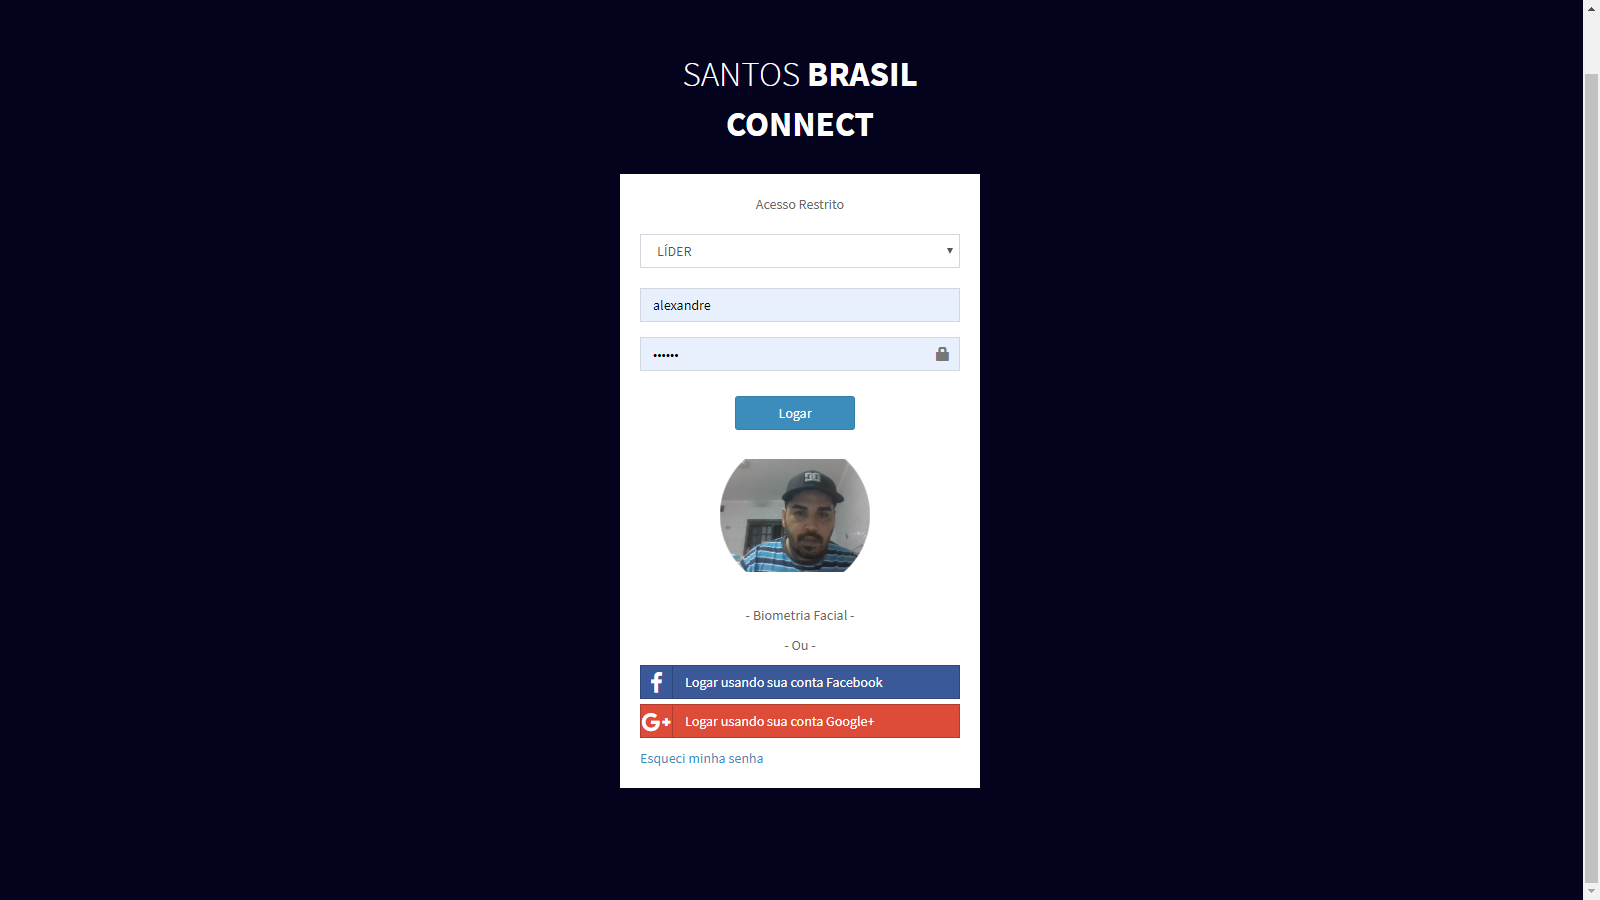 SANTOS BRASIL
CONNECT
Acesso Restrito
LÍDER
alexandre
••••••
Logar
- Biometria Facial -
- Ou -
Logar usando sua conta Facebook
G+ Logar usando sua conta Google+
Esqueci minha senha